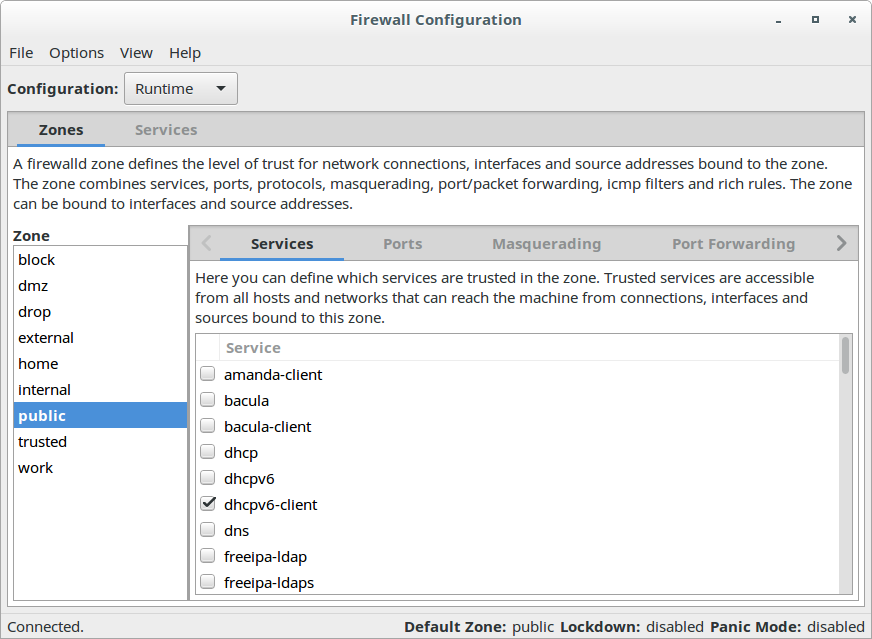 Firewall Configuration
File Options View Help
Configuration: Runtime
Zones Services
A firewalld zone defines the level of trust for network connections, interfaces and source addresses bound to the zone.
The zone combines services, ports, protocols, masquerading, port/packet forwarding, icmp filters and rich rules. The zone
can be bound to interfaces and source addresses.
Zone
block
dmz
drop
external
home
internal
public
trusted
work
Services Ports Masquerading Port Forwarding
Here you can define which services are trusted in the zone. Trusted services are accessible
from all hosts and networks that can reach the machine from connections, interfaces and
sources bound to this zone.
Service
amanda-client
bacula
bacula-client
dhcp
dhcpv6
dhcpv6-client
dns
freeipa-ldap
freeipa-ldaps
Connected.
Default Zone: public Lockdown: disabled Panic Mode: disabled